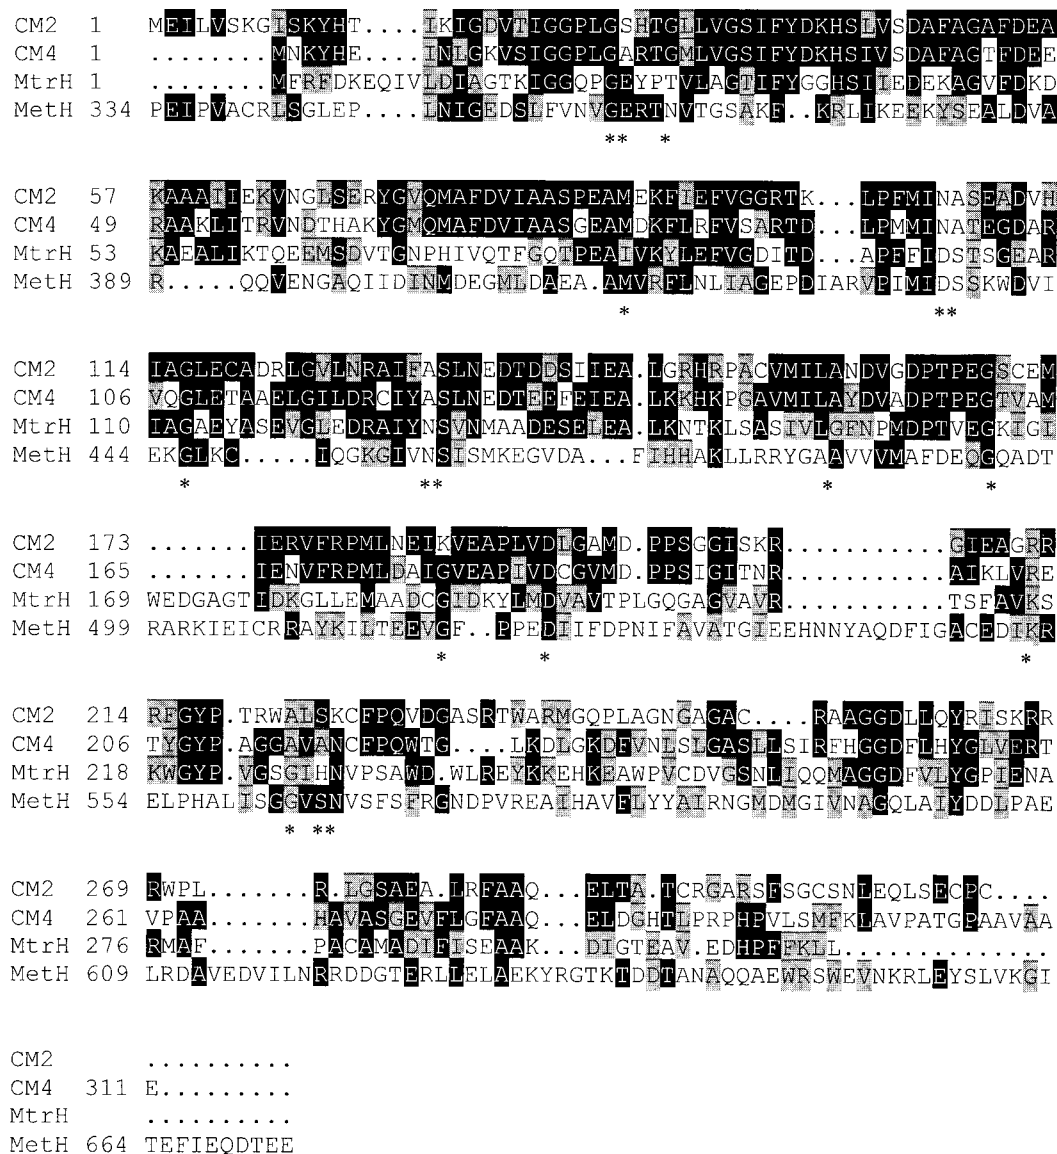 CM2 1 MEILVSKGISKYHT....IKIGDVTIGGPLGSHTGILVGSIFYDKHSLVSDAFAGAFDEA
CM4 1 ........MNKYHE....INLGKVSIGGPLGARTGMLVGSIFYDKHSIVSDAFAGTFDEE
MtrH 1 ........MFRFDKEQIVLDIAGTKIGGQPGEYPTVLAGTIFYGGHSIIEDEKAGVFDKD
MetH 334 PEIPVACRLSGLEP....LNIGEDSLFVNVGERTNVTGSAKF..KRLIKEEKYSEALDVA
** *
CM2 57 KAAAIIEKVNGLSERYGVQMAFDVIAASPEAMEKFIEFVGGRTK...LPFMINASEADVH
CM4 49 RAAKLITRVNDTHAKYGMQMAFDVIAASGEAMDKFLRFVSARTD...LPMMINATEGDAR
MtrH 53 KAEALIKTQEEMSDVTGNPHIVQTFGQTPEAIVKYLEFVGDITD...APFFIDSTSGEAR
MetH 389 R.....QQVENGAQIIDINMDEGMLDAEA.AMVRFLNLIAGEPDIARVPIMIDSSKWDVI
* **
CM2 114 IAGLECADRLGVLNRAIFASLNEDTDDSIIEA.LGRHRPACVMILANDVGDPTPEGSCEM
CM4 106 VQGLETAAELGILDRCIYASLNEDTEEFEIEA.LKKHKPGAVMILAYDVADPTPEGTVAM
MtrH 110 IAGAEYASEVGLEDRAIYNSVNMAADESELEA.LKNTKLSASIVLGFNPMDPTVEGKIGI
MetH 444 EKGLKC.....IQGKGIVNSISMKEGVDA...FIHHAKLLRRYGAAVVVMAFDEQGQADT
* ** * *
CM2 173 .......IERVFRPMLNEIKVEAPLVDLGAMD.PPSGGISKR..........GIEAGRR
CM4 165 .......IENVFRPMLDAIGVEAPIVDCGVMD.PPSIGITNR..........AIKLVRE
MtrH 169 WEDGAGTIDKGLLEMAADCGIDKYLMDVAVTPLGQGAGVAVR..........TSFAVKS
MetH 499 RARKIEICRRAYKILTEEVGF..PPEDIIFDPNIFAVATGIEEHNNYAQDFIGACEDIKR
* * *
CM2 214 RFGYP.TRWALSKCFPQVDGASRTWARMGQPLAGNGAGAC....RAAGGDLLQYRISKRR
CM4 206 TYGYP.AGGAVANCFPQWTG....LKDLGKDFVNLSLGASLLSIRFHGGDFLHYGLVERT
MtrH 218 KWGYP.VGSGIHNVPSAWD.WLREYKKEHKEAWPVCDVGSNLIQQMAGGDFVLYGPIENA
MetH 554 ELPHALISGGVSNVSFSFRGNDPVREAIHAVFLYYAIRNGMDMGIVNAGQLAIYDDLPAE
* **
CM2 269 RWPL.......R.LGSAEA.LRFAAQ...ELTA.TCRGARSFSGCSNLEQLSECPC....
CM4 261 VPAA.......HAVASGEVFLGFAAQ...ELDGHTLPRPHPVLSMFKLAVPATGPAAVAA
MtrH 276 RMAF.......PACAMADIFISEAAK...DIGTEAV.EDHPFFKLL..............
MetH 609 LRDAVEDVILNRRDDGTERLLELAEKYRGTKTDDTANAQQAEWRSWEVNKRLEYSLVKGI
CM2 ..........
CM4 311 E.........
MtrH ..........
MetH 664 TEFIEQDTEE